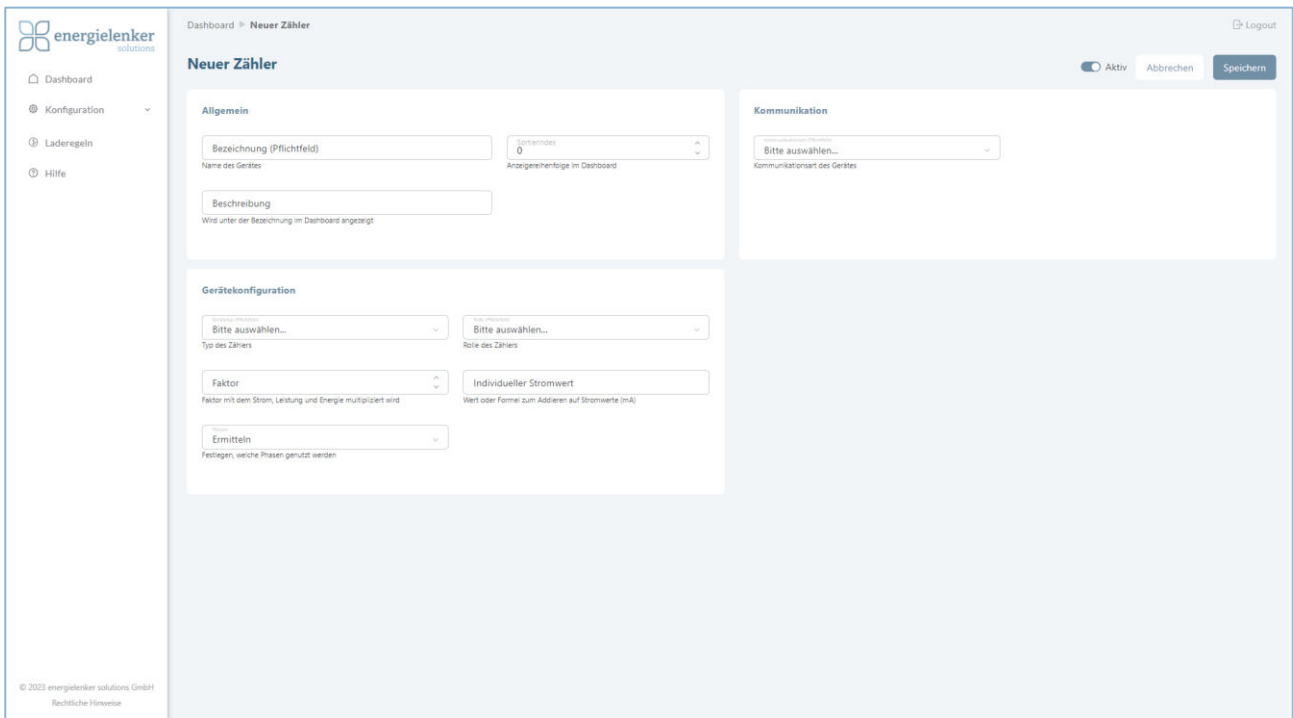 energielenker
solutions
Dashboard
Konfiguration
Laderegeln
Hilfe
© 2023 energielenker solutions GmbH
Rechtliche Hinweise
Dashboard Neuer Zähler
Logout
Neuer Zähler
Aktiv Abbrechen Speichern
Allgemein
Bezeichnung (Pflichtfeld)
Name des Gerätes
Sortierindex
0
Anzeigereihenfolge im Dashboard
Beschreibung
Wird unter der Bezeichnung im Dashboard angezeigt
Kommunikation
Bitte auswählen...
Kommunikationsart des Gerätes
Gerätekonfiguration
Bitte auswählen...
Typ des Zählers
Bitte auswählen...
Rolle des Zählers
Faktor
Faktor mit dem Strom, Leistung und Energie multipliziert wird
Individueller Stromwert
Wert oder Formel zum Addieren auf Stromwerte (mA)
Phasen
Ermitteln
Festlegen, welche Phasen genutzt werden